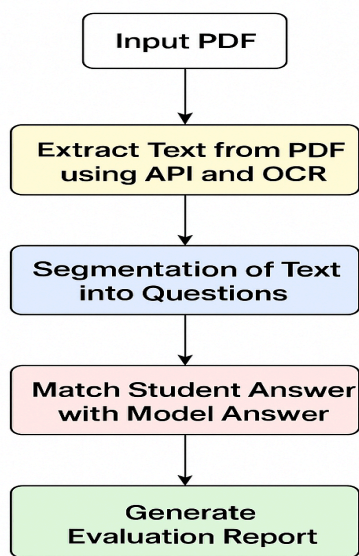 Input PDF
Extract Text from PDF
using API and OCR
Segmentation of Text
into Questions
Match Student Answer
with Model Answer
Generate
Evaluation Report